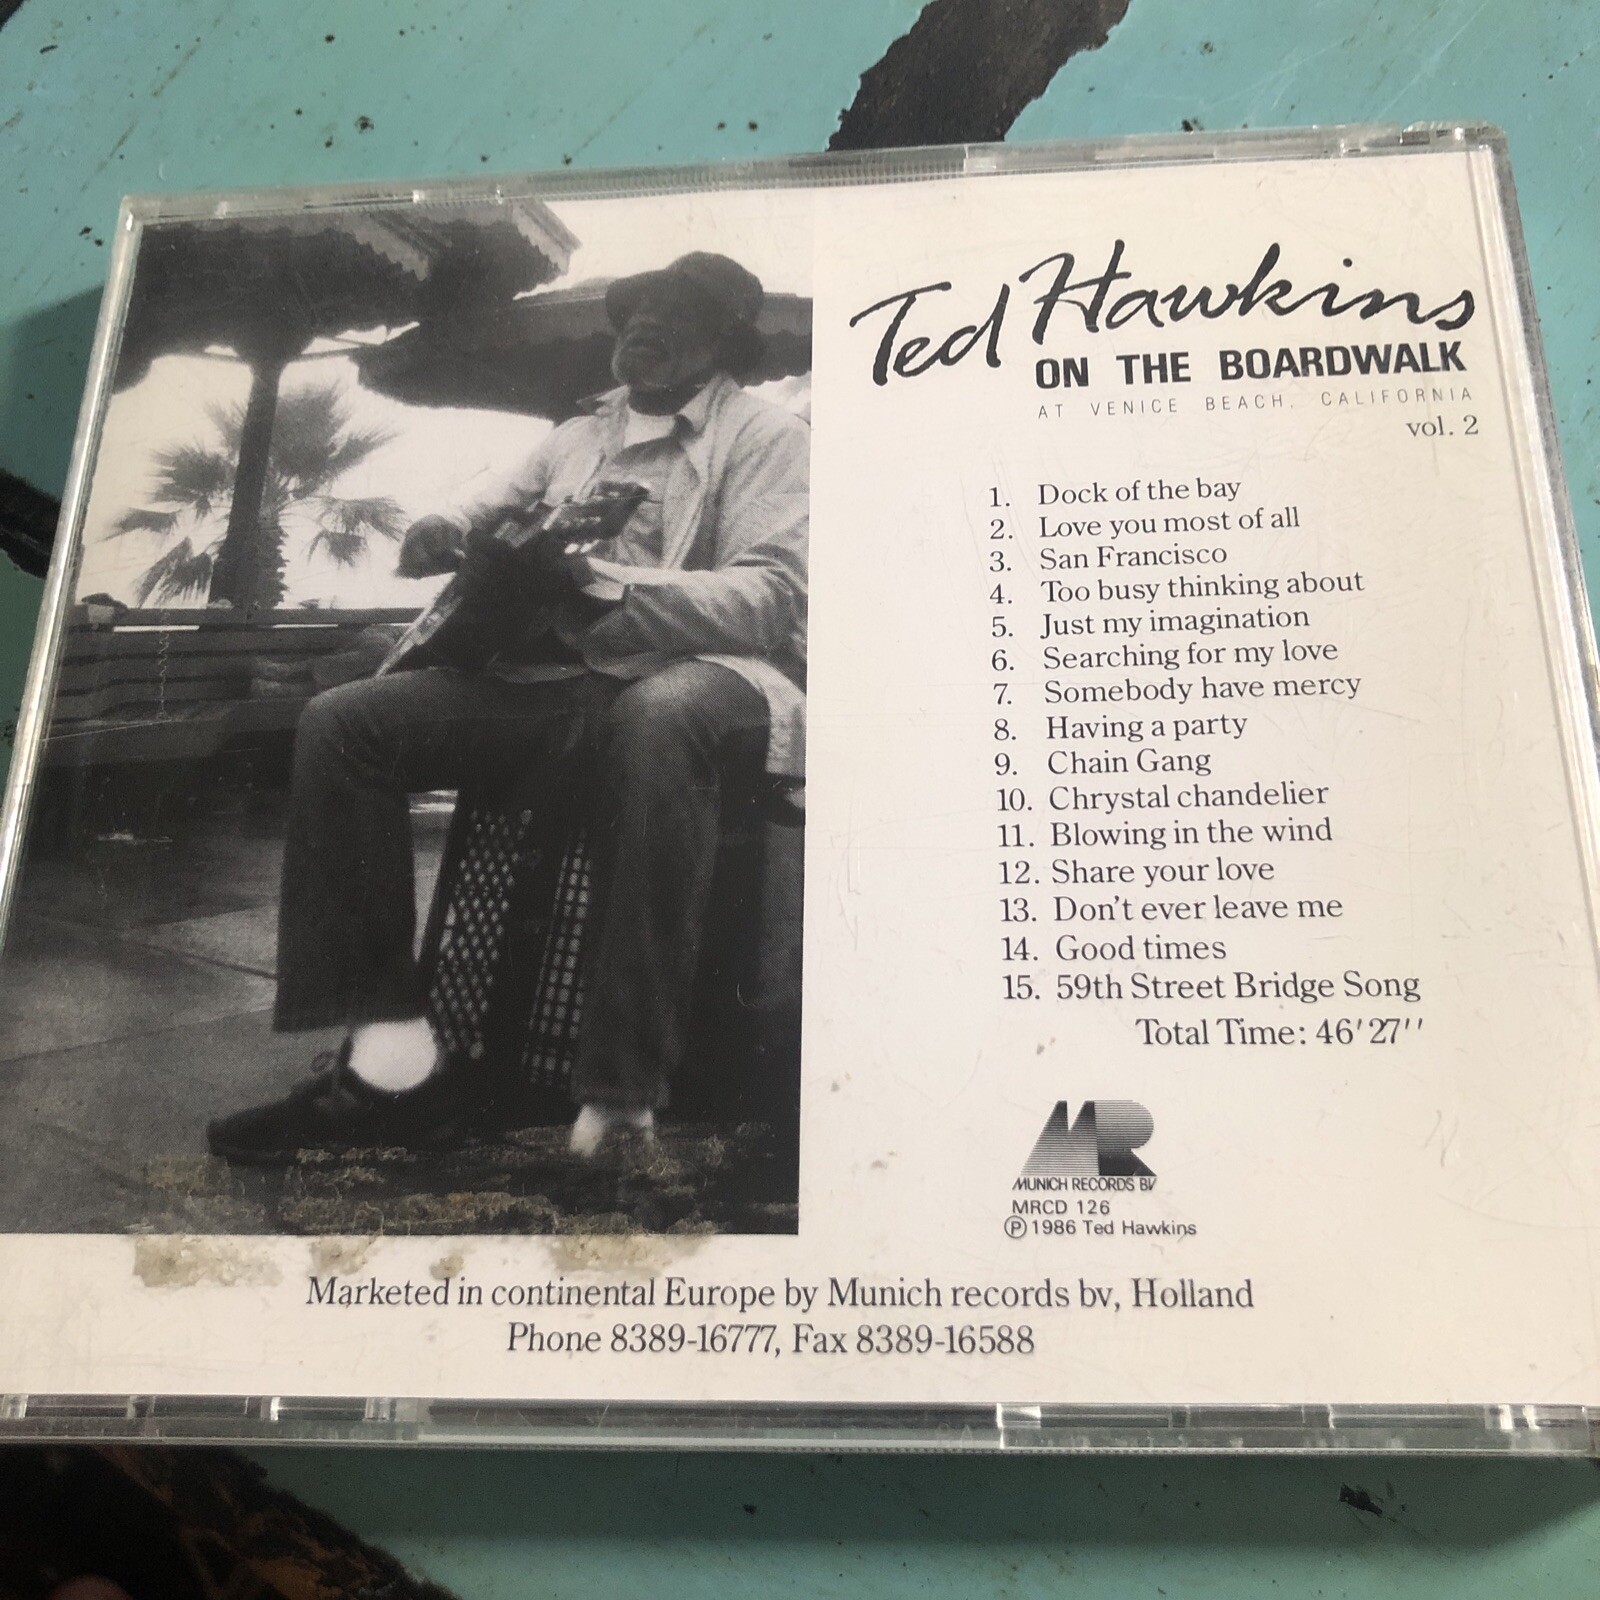 Ted Hawkins
ON THE BOARDWALK
AT VENICE BEACH, CALIFORNIA
vol. 2
1. Dock of the bay
2. Love you most of all
3. San Francisco
4. Too busy thinking about
5. Just my imagination
6. Searching for my love
7. Somebody have mercy
8. Having a party
9. Chain Gang
10. Chrystal chandelier
11. Blowing in the wind
12. Share your love
13. Don't ever leave me
14. Good times
15. 59th Street Bridge Song
Total Time: 46'27''
MR
MUNICH RECORDS BV
MRCD 126
Ⓟ 1986 Ted Hawkins
Marketed in continental Europe by Munich records bv, Holland
Phone 8389-16777, Fax 8389-16588